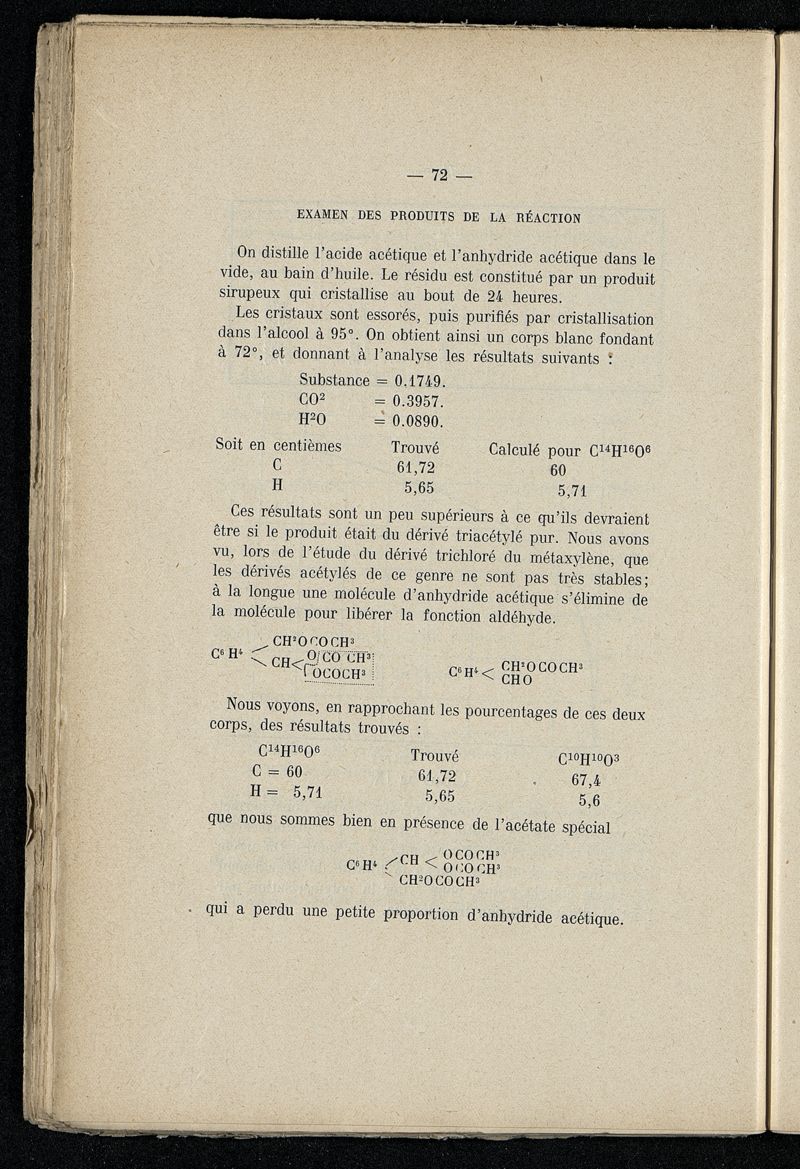 — 72 —
EXAMEN DES PRODUITS DE LA RÉACTION
On distille l'acide acétique et l'anhydride acétique dans le
vide, au bain d'huile. Le résidu est constitué par un produit
sirupeux qui cristallise au bout de 24 heures.
Les cristaux sont essorés, puis purifiés par cristallisation
dans l'alcool à 95°. On obtient ainsi un corps blanc fondant
à 72°, et donnant à l'analyse les résultats suivants :
Substance = 0.1749.
CO² = 0.3957.
H²O = 0.0890.
Soit en centièmes Trouvé Calculé pour C¹⁴H¹⁶O⁶
C 61,72 60
H 5,65 5,71
Ces résultats sont un peu supérieurs à ce qu'ils devraient
être si le produit était du dérivé triacétylé pur. Nous avons
vu, lors de l'étude du dérivé trichloré du métaxylène, que
les dérivés acétylés de ce genre ne sont pas très stables;
à la longue une molécule d'anhydride acétique s'élimine de
la molécule pour libérer la fonction aldéhyde.
CH²OCOCH³
C⁶H⁴ < CH < O/CO CH³
OCOCH³
C⁶H⁴ < CH²OCOCH³
CHO
Nous voyons, en rapprochant les pourcentages de ces deux
corps, des résultats trouvés :
C¹⁴H¹⁶O⁶ Trouvé C¹⁰H¹⁰O³
C = 60 61,72 67,4
H = 5,71 5,65 5,6
que nous sommes bien en présence de l'acétate spécial
C⁶H⁴ / CH < OCOCH³
OCOCH³
CH²OCOCH³
qui a perdu une petite proportion d'anhydride acétique.